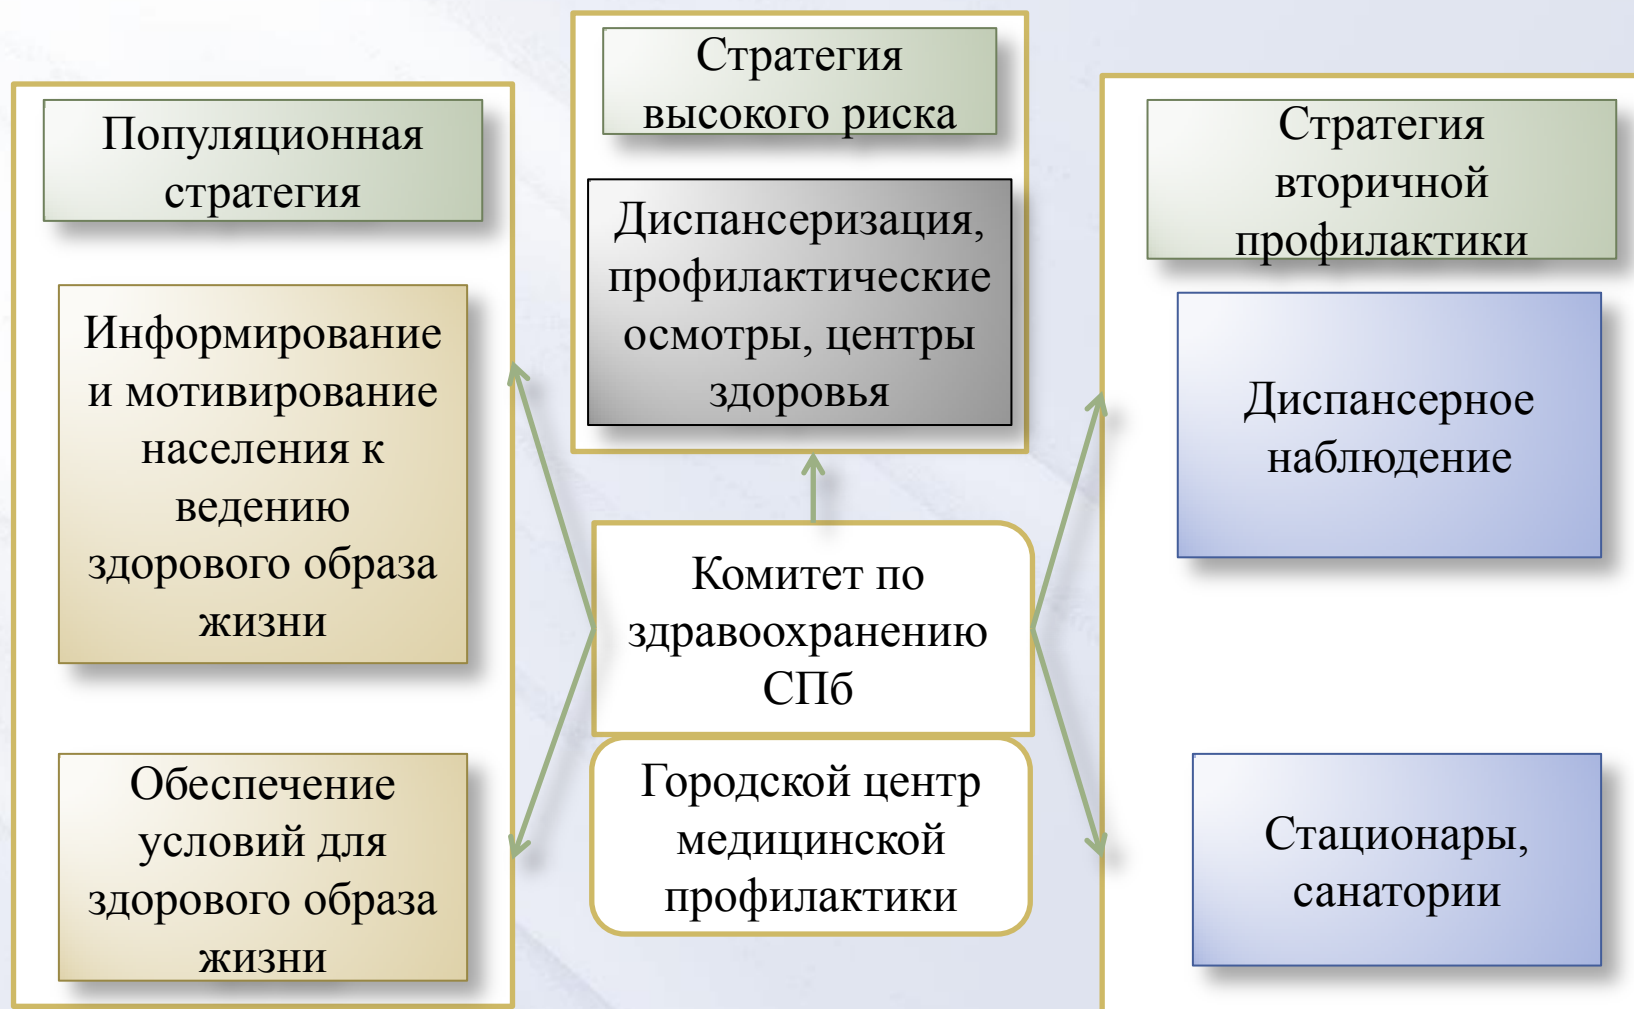 Популяционная
стратегия
Информирование
и мотивирование
населения к
ведению
здорового образа
жизни
Обеспечение
условий для
здорового образа
жизни
Стратегия
высокого риска
Диспансеризация,
профилактические
осмотры, центры
здоровья
Комитет по
здравоохранению
СПб
Городской центр
медицинской
профилактики
Стратегия
вторичной
профилактики
Диспансерное
наблюдение
Стационары,
санатории